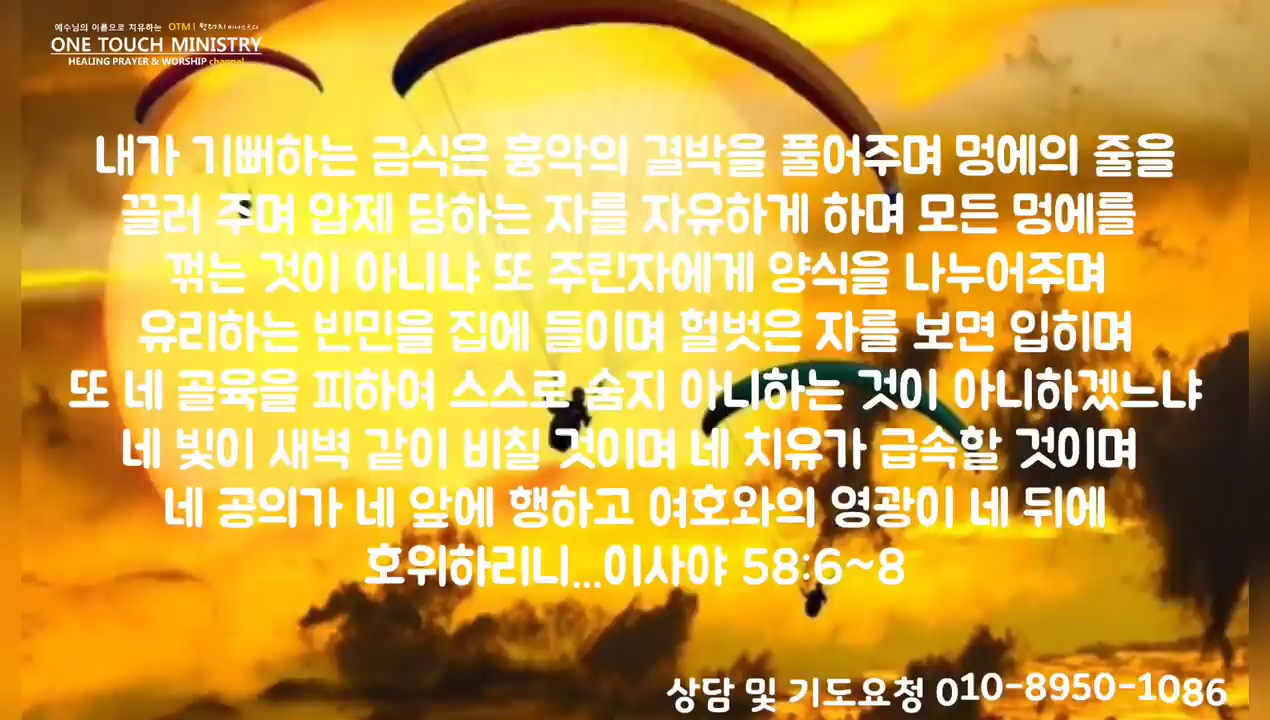 예수님의 이름으로 치유하는 OTM | 원터치 미니스트리
ONE TOUCH MINISTRY
HEALING PRAYER & WORSHIP channel
내가 기뻐하는 금식은 흉악의 결박을 풀어주며 멍에의 줄을
끌러 주며 압제 당하는 자를 자유하게 하며 모든 멍에를
꺾는 것이 아니냐 또 주린자에게 양식을 나누어주며
유리하는 빈민을 집에 들이며 헐벗은 자를 보면 입히며
또 네 골육을 피하여 스스로 숨지 아니하는 것이 아니하겠느냐
네 빛이 새벽 같이 비칠 것이며 네 치유가 급속할 것이며
네 공의가 네 앞에 행하고 여호와의 영광이 네 뒤에
호위하리니...이사야 58:6~8
상담 및 기도요청 010-8950-1086